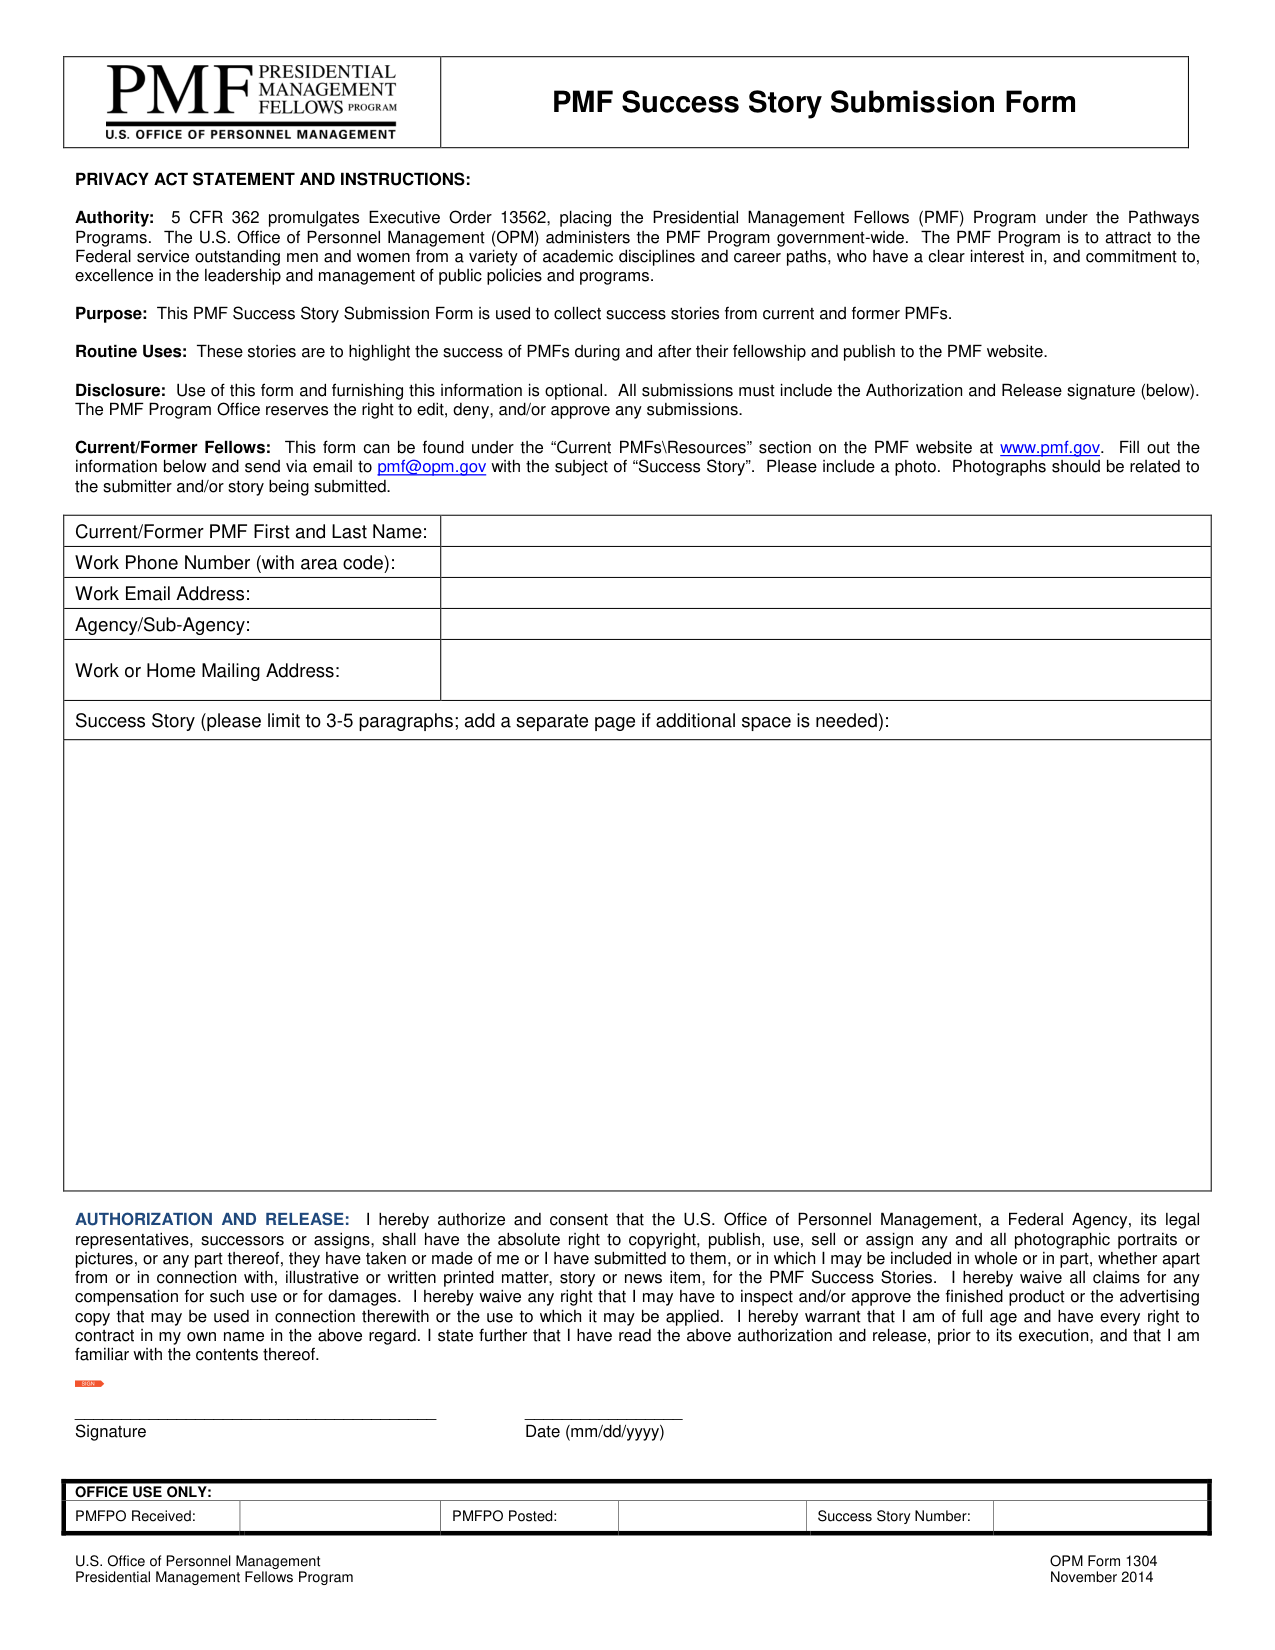 PMF PRESIDENTIAL
MANAGEMENT
FELLOWS PROGRAM
U.S. OFFICE OF PERSONNEL MANAGEMENT
PMF Success Story Submission Form
PRIVACY ACT STATEMENT AND INSTRUCTIONS:
Authority: 5 CFR 362 promulgates Executive Order 13562, placing the Presidential Management Fellows (PMF) Program under the Pathways
Programs. The U.S. Office of Personnel Management (OPM) administers the PMF Program government-wide. The PMF Program is to attract to the
Federal service outstanding men and women from a variety of academic disciplines and career paths, who have a clear interest in, and commitment to,
excellence in the leadership and management of public policies and programs.
Purpose: This PMF Success Story Submission Form is used to collect success stories from current and former PMFs.
Routine Uses: These stories are to highlight the success of PMFs during and after their fellowship and publish to the PMF website.
Disclosure: Use of this form and furnishing this information is optional. All submissions must include the Authorization and Release signature (below).
The PMF Program Office reserves the right to edit, deny, and/or approve any submissions.
Current/Former Fellows: This form can be found under the “Current PMFs\Resources” section on the PMF website at www.pmf.gov. Fill out the
information below and send via email to pmf@opm.gov with the subject of “Success Story”. Please include a photo. Photographs should be related to
the submitter and/or story being submitted.
Current/Former PMF First and Last Name:
Work Phone Number (with area code):
Work Email Address:
Agency/Sub-Agency:
Work or Home Mailing Address:
Success Story (please limit to 3-5 paragraphs; add a separate page if additional space is needed):
AUTHORIZATION AND RELEASE: I hereby authorize and consent that the U.S. Office of Personnel Management, a Federal Agency, its legal
representatives, successors or assigns, shall have the absolute right to copyright, publish, use, sell or assign any and all photographic portraits or
pictures, or any part thereof, they have taken or made of me or I have submitted to them, or in which I may be included in whole or in part, whether apart
from or in connection with, illustrative or written printed matter, story or news item, for the PMF Success Stories. I hereby waive all claims for any
compensation for such use or for damages. I hereby waive any right that I may have to inspect and/or approve the finished product or the advertising
copy that may be used in connection therewith or the use to which it may be applied. I hereby warrant that I am of full age and have every right to
contract in my own name in the above regard. I state further that I have read the above authorization and release, prior to its execution, and that I am
familiar with the contents thereof.
SIGN
Signature Date (mm/dd/yyyy)
OFFICE USE ONLY:
PMFPO Received: PMFPO Posted: Success Story Number:
U.S. Office of Personnel Management OPM Form 1304
Presidential Management Fellows Program November 2014